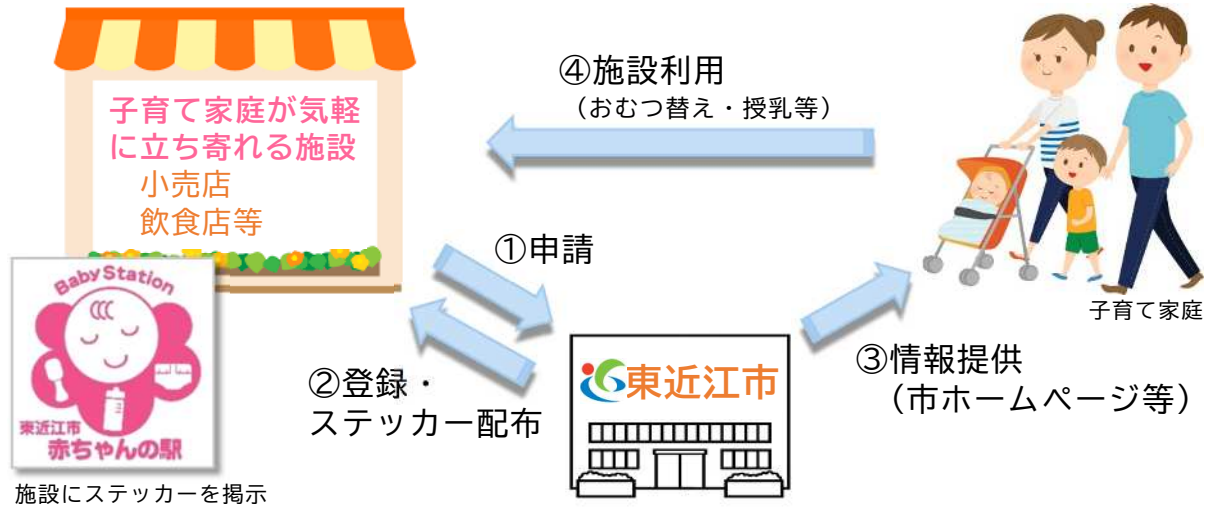 子育て家庭が気軽
に立ち寄れる施設
小売店
飲食店等
④施設利用
（おむつ替え・授乳等）
①申請
②登録・
ステッカー配布
東近江市
③情報提供
（市ホームページ等）
子育て家庭
Baby Station
東近江市
赤ちゃんの駅
施設にステッカーを掲示